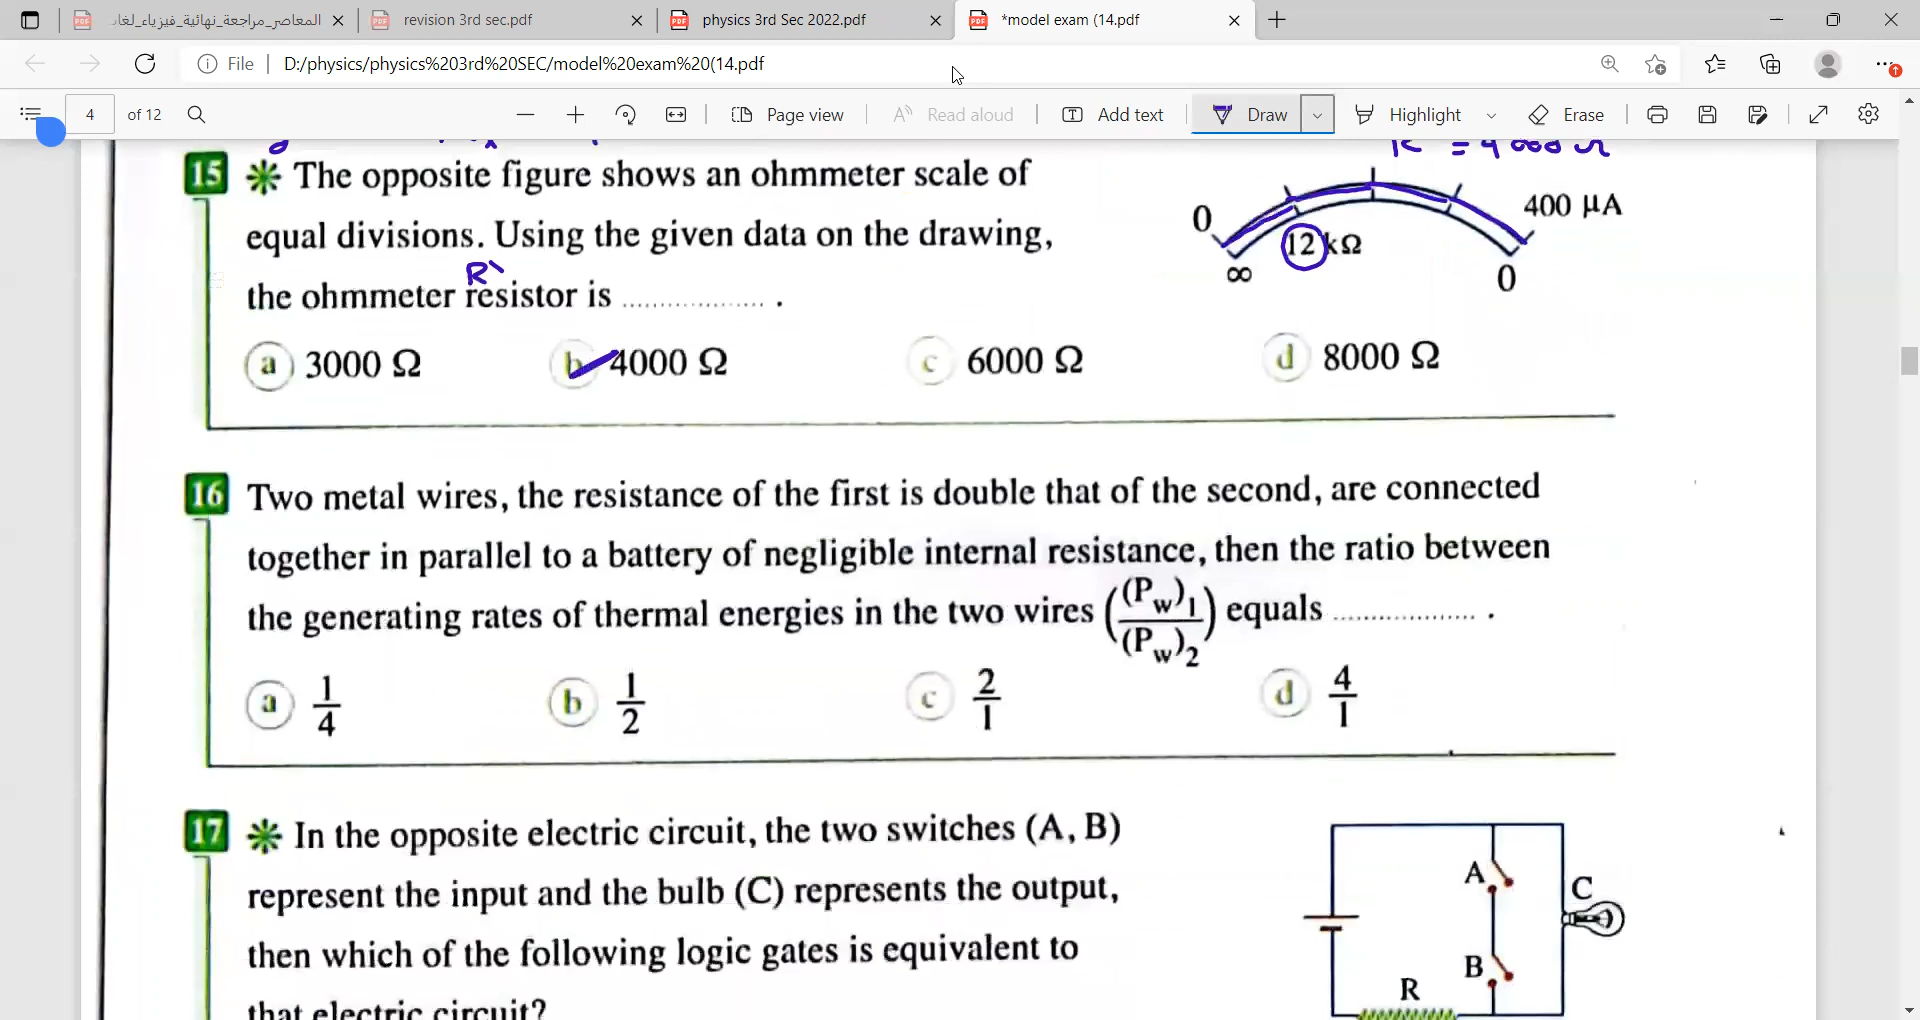 المعاصر_مراجعة_نهائية_فيزياء_لغات
revision 3rd sec.pdf
physics 3rd Sec 2022.pdf
*model exam (14.pdf
File D:/physics/physics%203rd%20SEC/model%20exam%20(14.pdf
4 of 12
Page view
Read aloud
Add text
Draw
Highlight
Erase
= 4000 Ω
15 The opposite figure shows an ohmmeter scale of
equal divisions. Using the given data on the drawing,
R`
the ohmmeter resistor is .................. .
0
400 μA
12 kΩ
∞
0
a 3000 Ω
b 4000 Ω
c 6000 Ω
d 8000 Ω
16 Two metal wires, the resistance of the first is double that of the second, are connected
together in parallel to a battery of negligible internal resistance, then the ratio between
the generating rates of thermal energies in the two wires ((Pw)1/(Pw)2) equals .................. .
a 1/4
b 1/2
c 2/1
d 4/1
17 In the opposite electric circuit, the two switches (A, B)
represent the input and the bulb (C) represents the output,
then which of the following logic gates is equivalent to
that electric circuit?
A
C
B
R